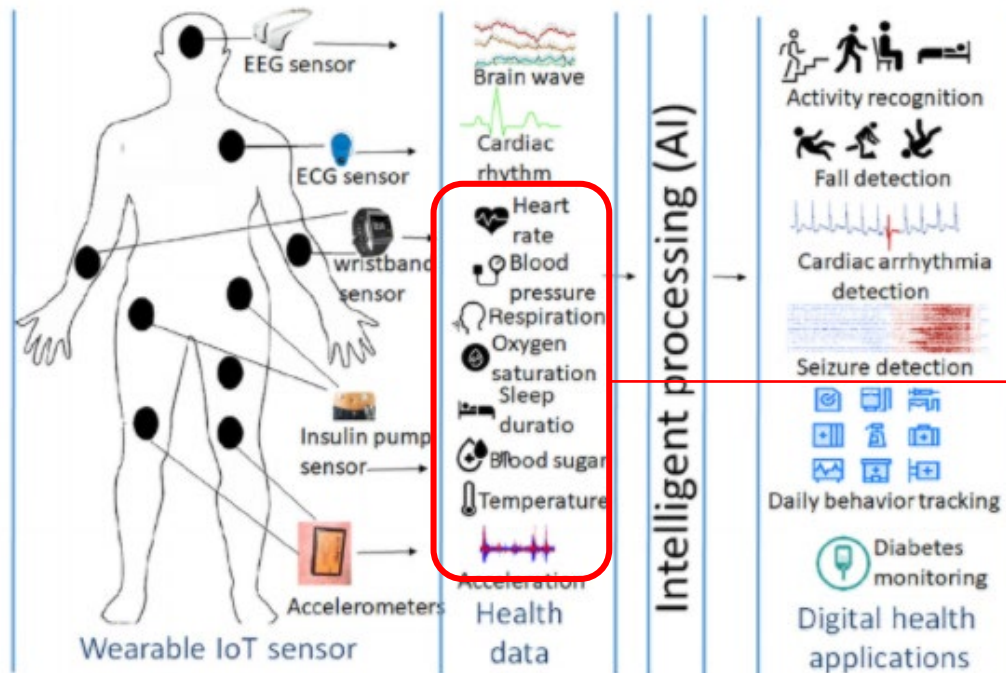 EEG sensor
ECG sensor
wristband
sensor
Insulin pump
sensor
Accelerometers
Wearable IoT sensor
Brain wave
Cardiac
rhythm
Heart
rate
Blood
pressure
Respiration
Oxygen
saturation
Sleep
duratio
n
Blood sugar
Temperature
Acceleration
Health
data
Intelligent processing (AI)
Activity recognition
Fall detection
Cardiac arrhythmia
detection
Seizure detection
Daily behavior tracking
Diabetes
monitoring
Digital health
applications